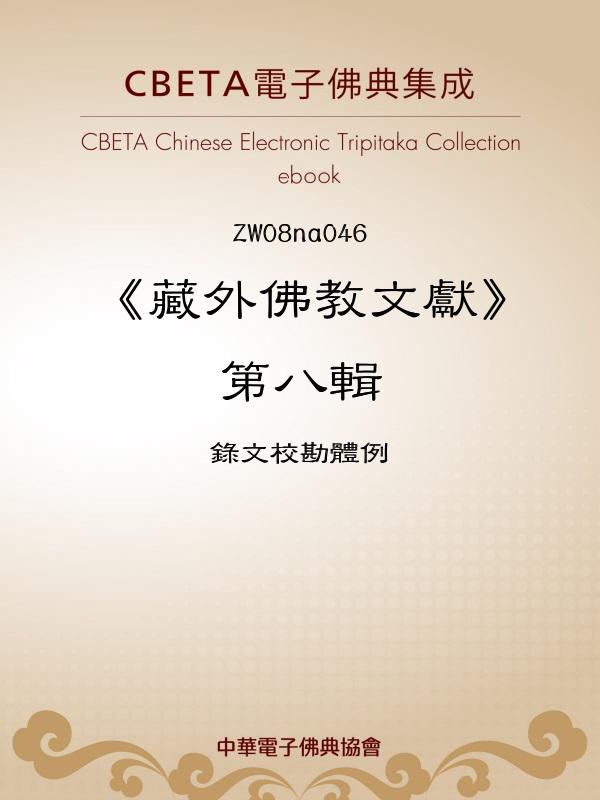 CBETA電子佛典集成
CBETA Chinese Electronic Tripitaka Collection
ebook
ZW08na046
《藏外佛教文獻》
第八輯
錄文校勘體例
中華電子佛典協會